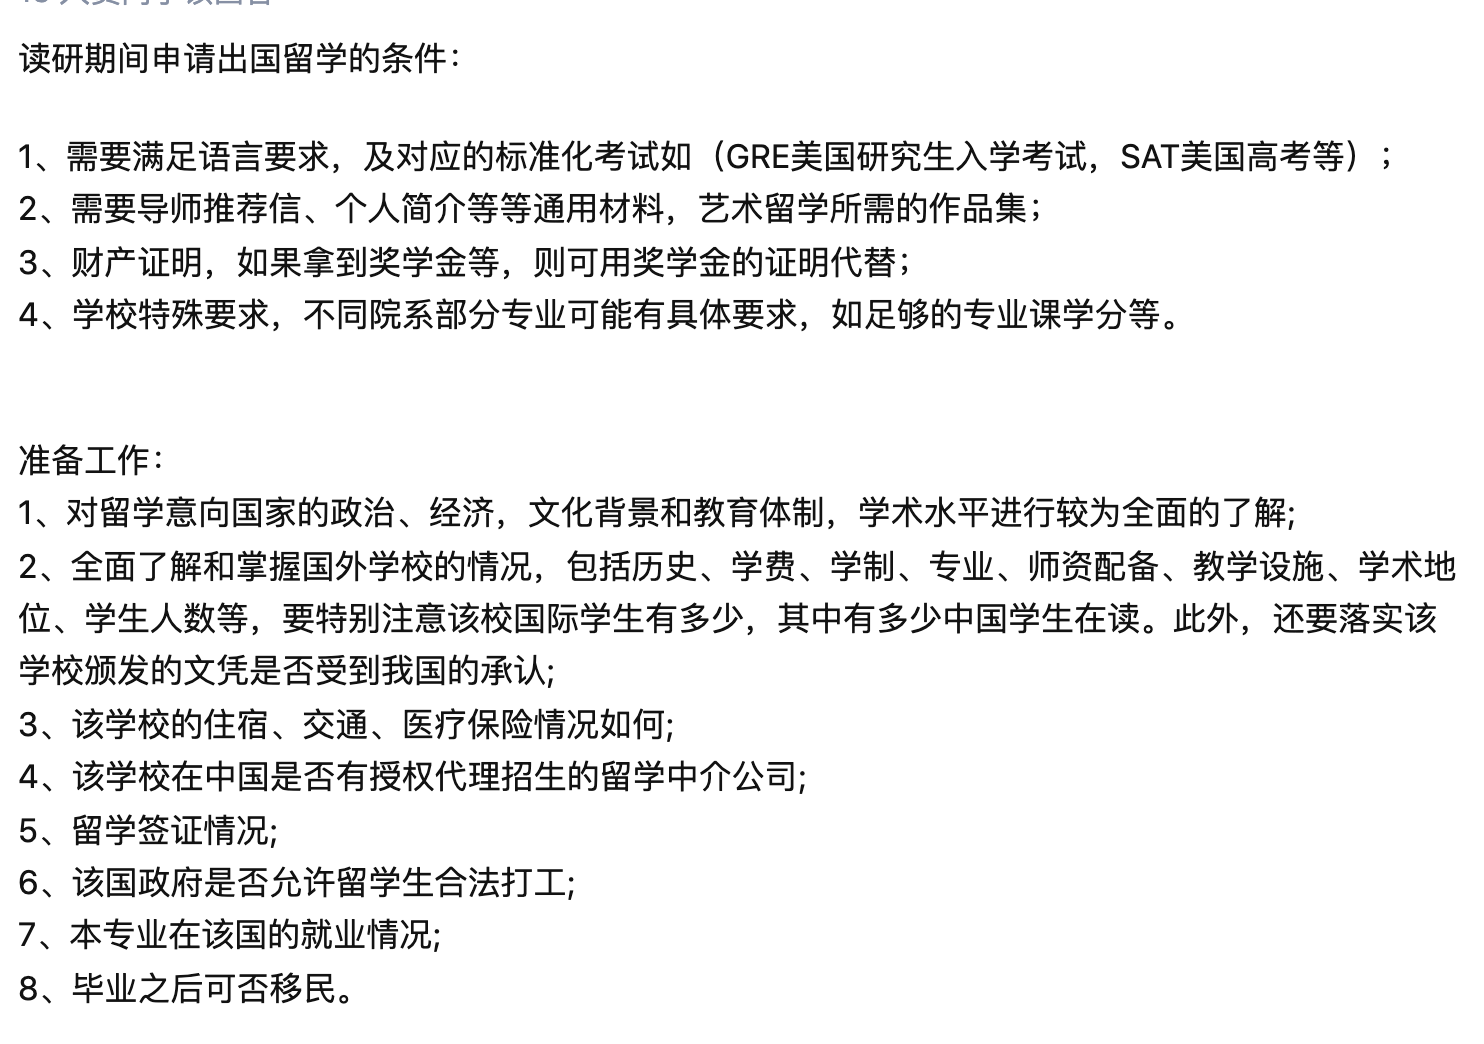 读研期间申请出国留学的条件：
1、需要满足语言要求，及对应的标准化考试如（GRE美国研究生入学考试，SAT美国高考等）；
2、需要导师推荐信、个人简介等等通用材料，艺术留学所需的作品集；
3、财产证明，如果拿到奖学金等，则可用奖学金的证明代替；
4、学校特殊要求，不同院系部分专业可能有具体要求，如足够的专业课学分等。
准备工作：
1、对留学意向国家的政治、经济，文化背景和教育体制，学术水平进行较为全面的了解;
2、全面了解和掌握国外学校的情况，包括历史、学费、学制、专业、师资配备、教学设施、学术地
位、学生人数等，要特别注意该校国际学生有多少，其中有多少中国学生在读。此外，还要落实该
学校颁发的文凭是否受到我国的承认;
3、该学校的住宿、交通、医疗保险情况如何;
4、该学校在中国是否有授权代理招生的留学中介公司;
5、留学签证情况;
6、该国政府是否允许留学生合法打工;
7、本专业在该国的就业情况;
8、毕业之后可否移民。